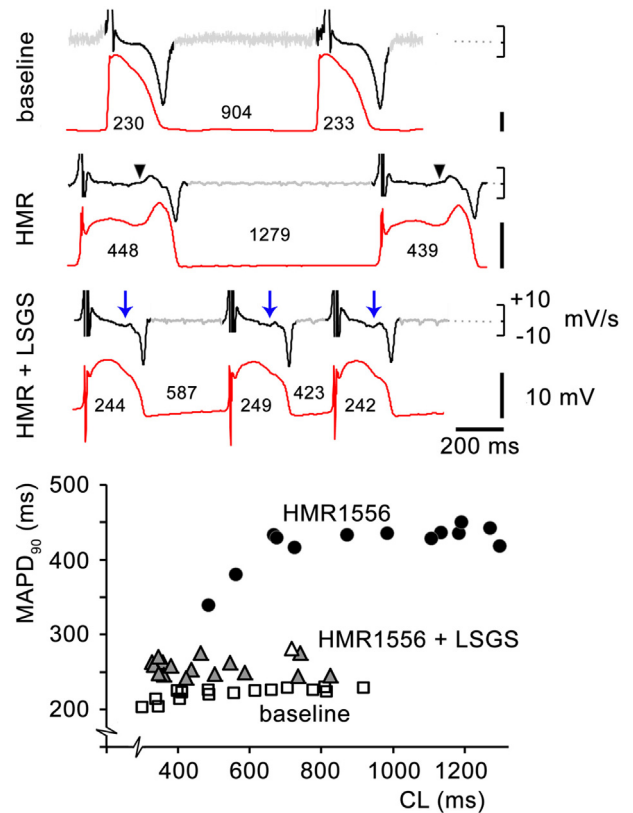 baseline
904
230
233
HMR
1279
448
439
HMR + LSGS
+10
-10
mV/s
587
423
244
249
242
10 mV
200 ms
MAPD90 (ms)
500
400
300
200
HMR1556
HMR1556 + LSGS
baseline
400 600 800 1000 1200
CL (ms)